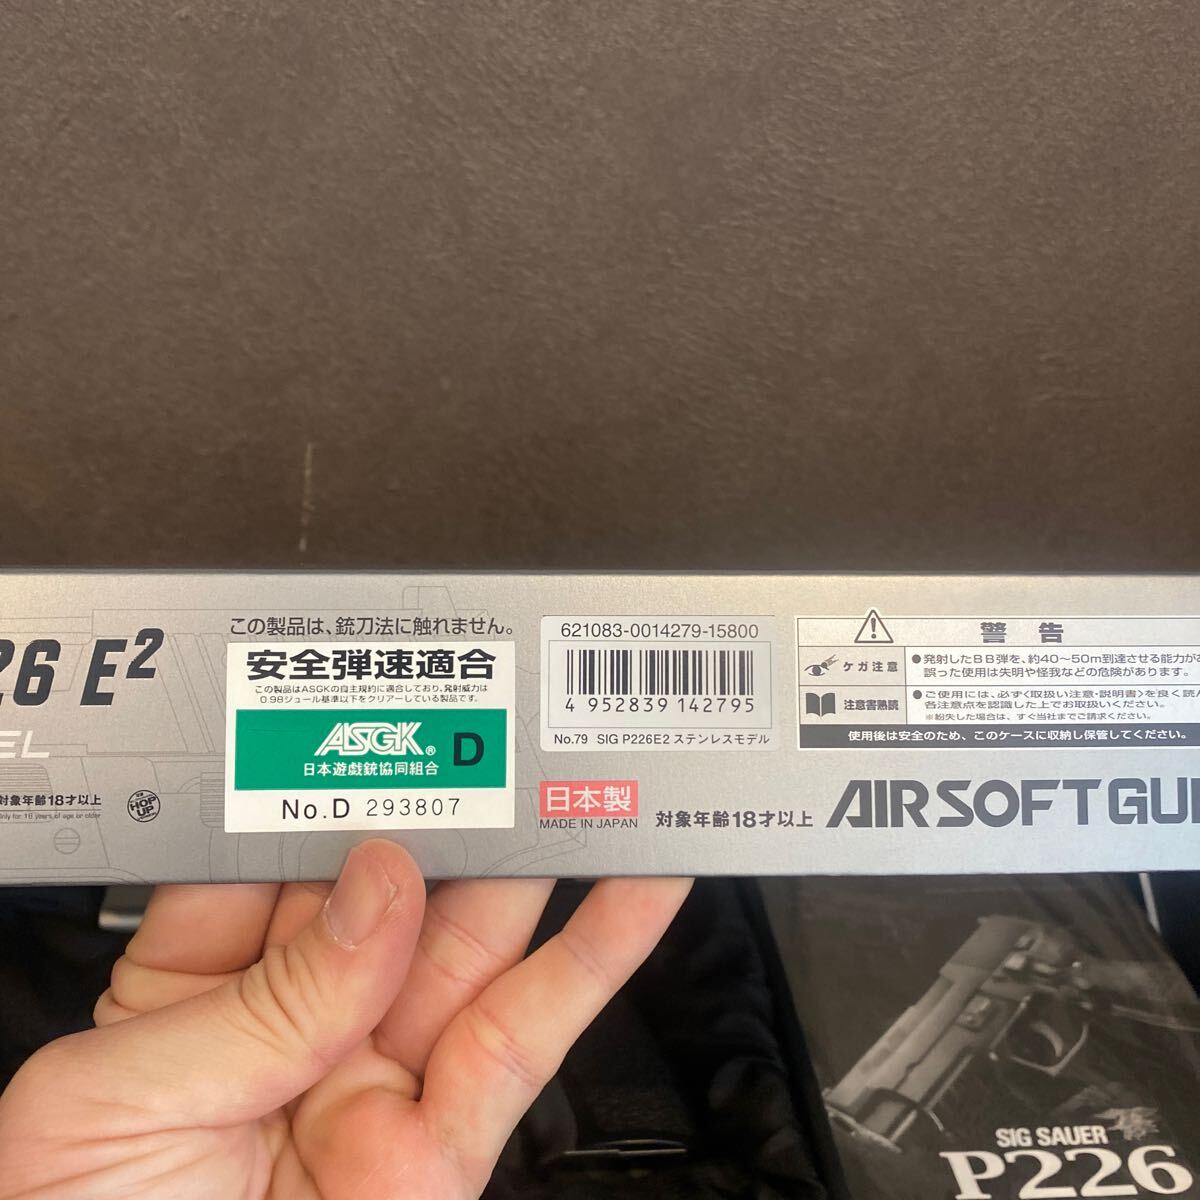 26 E2
EL
対象年齢18才以上
Only for 18 years of age or older
HOP UP
この製品は、銃刀法に触れません。
安全弾速適合
この製品はASGKの自主規約に適合しており、発射威力は
0.98ジュール基準以下をクリアーしている製品です。
ASGK® D
日本遊戯銃協同組合
No.D 293807
621083-0014279-15800
4 952839 142795
No.79 SIG P226E2 ステンレスモデル
日本製
MADE IN JAPAN
対象年齢18才以上
警告
ケガ注意
●発射したBB弾を、約40〜50m到達させる能力が
誤った使用は失明や怪我などの危険があります。
注意書熟読
●ご使用には、必ず〈取扱い注意・説明書〉を良く読
各注意点を認識した上でお取扱いください。
※紛失した場合は、すぐ当社までご請求ください。
使用後は安全のため、このケースに収納し保管してください。
AIRSOFT GU
SIG SAUER
P226